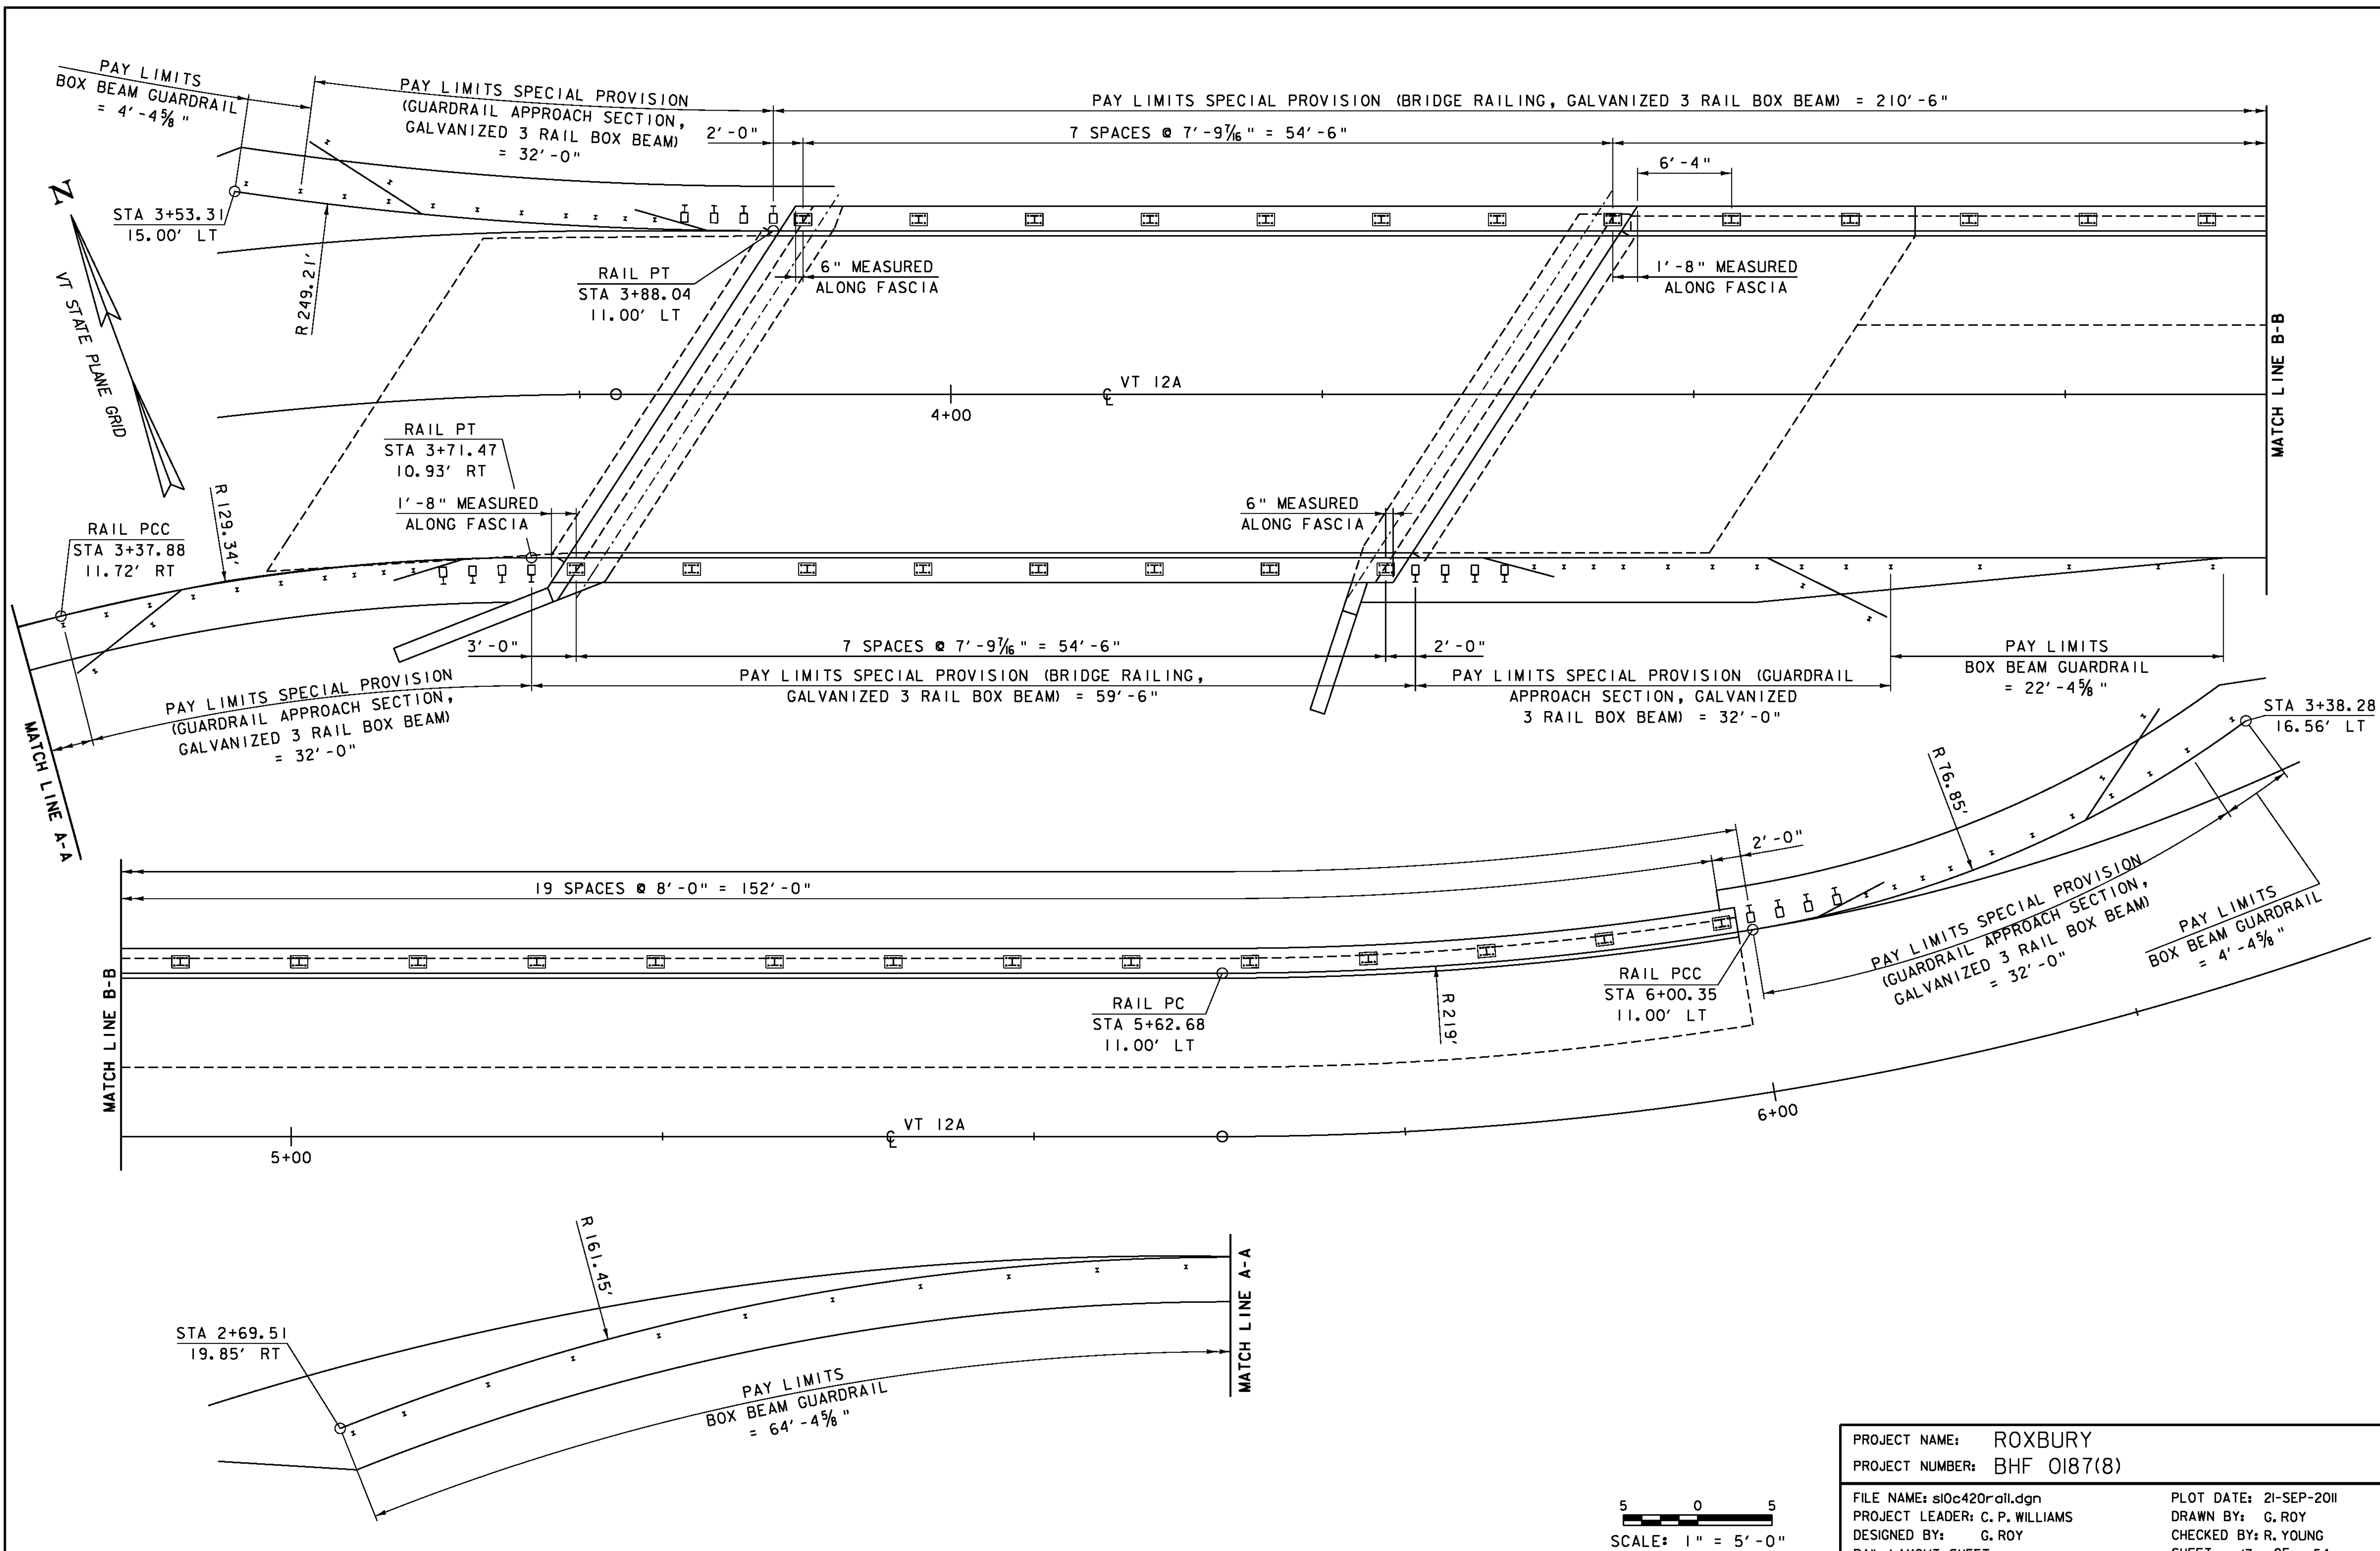 PAY LIMITS
BOX BEAM GUARDRAIL
= 4'-4⅝"
PAY LIMITS SPECIAL PROVISION
(GUARDRAIL APPROACH SECTION,
GALVANIZED 3 RAIL BOX BEAM)
= 32'-0"
2'-0"
PAY LIMITS SPECIAL PROVISION (BRIDGE RAILING, GALVANIZED 3 RAIL BOX BEAM) = 210'-6"
7 SPACES @ 7'-9 7/16" = 54'-6"
6'-4"
Z
VT STATE PLANE GRID
STA 3+53.31
15.00' LT
R 249.21'
RAIL PT
STA 3+88.04
11.00' LT
6" MEASURED
ALONG FASCIA
1'-8" MEASURED
ALONG FASCIA
MATCH LINE B-B
VT 12A
4+00
RAIL PT
STA 3+71.47
10.93' RT
R 129.34'
1'-8" MEASURED
ALONG FASCIA
6" MEASURED
ALONG FASCIA
RAIL PCC
STA 3+37.88
11.72' RT
3'-0"
7 SPACES @ 7'-9 7/16" = 54'-6"
2'-0"
PAY LIMITS SPECIAL PROVISION
(GUARDRAIL APPROACH SECTION,
GALVANIZED 3 RAIL BOX BEAM)
= 32'-0"
PAY LIMITS SPECIAL PROVISION (BRIDGE RAILING,
GALVANIZED 3 RAIL BOX BEAM) = 59'-6"
PAY LIMITS SPECIAL PROVISION (GUARDRAIL
APPROACH SECTION, GALVANIZED
3 RAIL BOX BEAM) = 32'-0"
PAY LIMITS
BOX BEAM GUARDRAIL
= 22'-4⅝"
MATCH LINE A-A
STA 3+38.28
16.56' LT
R 76.85'
2'-0"
19 SPACES @ 8'-0" = 152'-0"
MATCH LINE B-B
RAIL PC
STA 5+62.68
11.00' LT
R 219'
RAIL PCC
STA 6+00.35
11.00' LT
PAY LIMITS SPECIAL PROVISION
(GUARDRAIL APPROACH SECTION,
GALVANIZED 3 RAIL BOX BEAM)
= 32'-0"
PAY LIMITS
BOX BEAM GUARDRAIL
= 4'-4⅝"
5+00
VT 12A
6+00
R 161.45'
MATCH LINE A-A
STA 2+69.51
19.85' RT
PAY LIMITS
BOX BEAM GUARDRAIL
= 64'-4⅝"
5 0 5
SCALE: 1" = 5'-0"
PROJECT NAME: ROXBURY
PROJECT NUMBER: BHF 0187(8)
FILE NAME: s10c420rail.dgn
PLOT DATE: 21-SEP-2011
PROJECT LEADER: C. P. WILLIAMS
DRAWN BY: G. ROY
DESIGNED BY: G. ROY
CHECKED BY: R. YOUNG